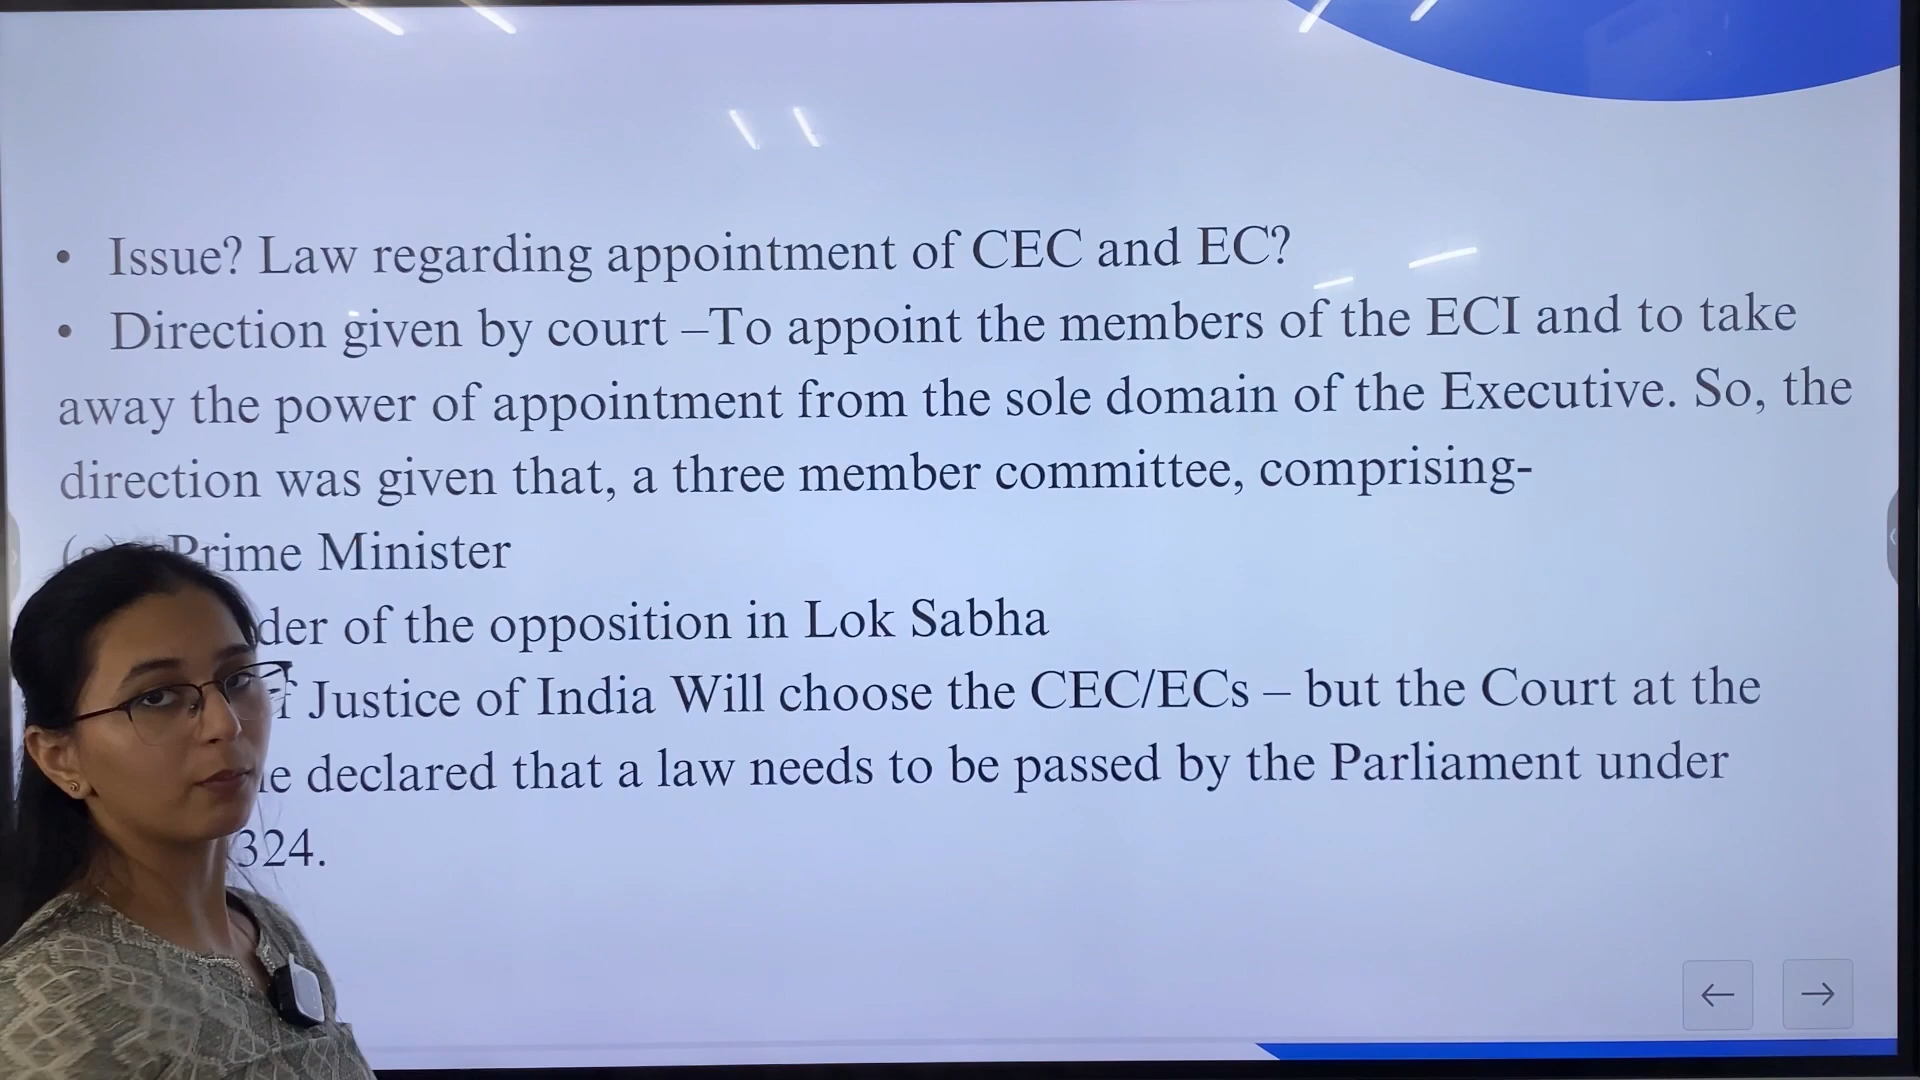 • Issue? Law regarding appointment of CEC and EC?
• Direction given by court –To appoint the members of the ECI and to take
away the power of appointment from the sole domain of the Executive. So, the
direction was given that, a three member committee, comprising-
Prime Minister
of the opposition in Lok Sabha
Justice of India Will choose the CEC/ECs – but the Court at the
declared that a law needs to be passed by the Parliament under
324.